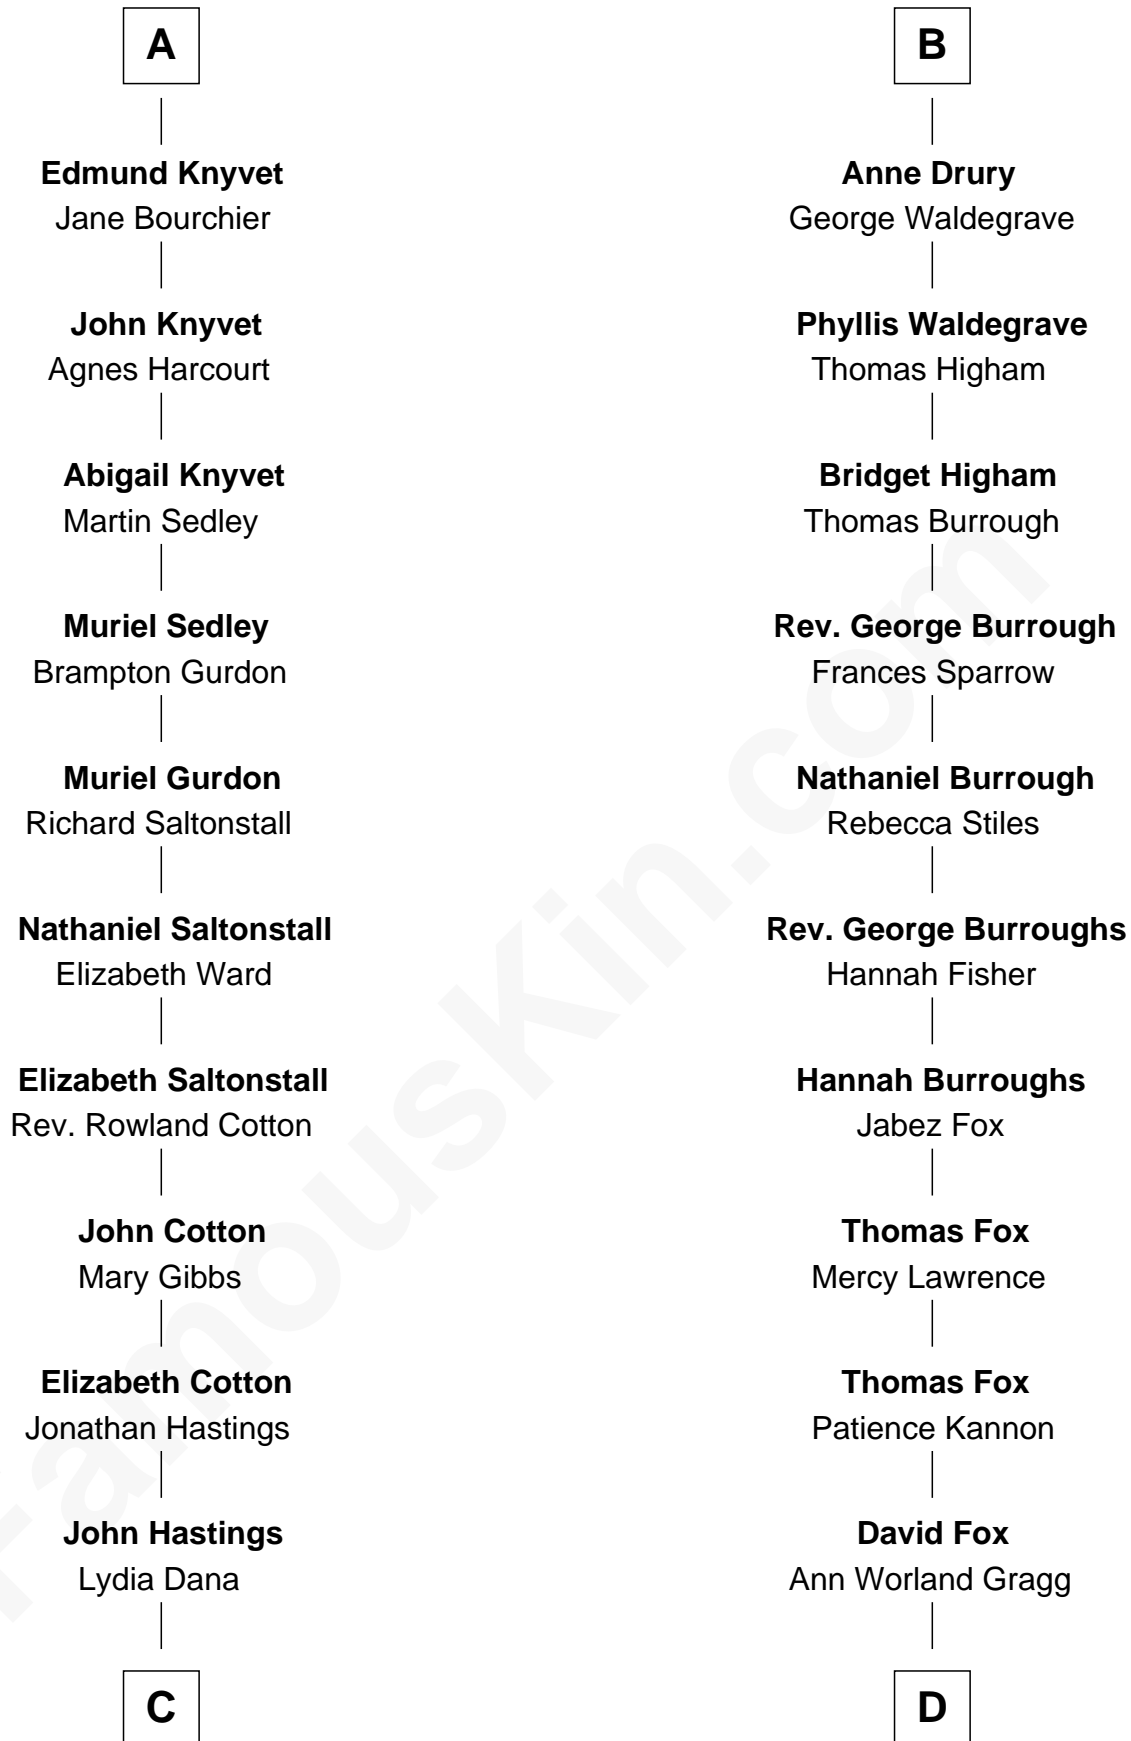 A
Edmund Knyvet
Jane Bourchier
John Knyvet
Agnes Harcourt
Abigail Knyvet
Martin Sedley
Muriel Sedley
Brampton Gurdon
Muriel Gurdon
Richard Saltonstall
Nathaniel Saltonstall
Elizabeth Ward
Elizabeth Saltonstall
Rev. Rowland Cotton
John Cotton
Mary Gibbs
Elizabeth Cotton
Jonathan Hastings
John Hastings
Lydia Dana
C
B
Anne Drury
George Waldegrave
Phyllis Waldegrave
Thomas Higham
Bridget Higham
Thomas Burrough
Rev. George Burrough
Frances Sparrow
Nathaniel Burrough
Rebecca Stiles
Rev. George Burroughs
Hannah Fisher
Hannah Burroughs
Jabez Fox
Thomas Fox
Mercy Lawrence
Thomas Fox
Patience Kannon
David Fox
Ann Worland Gragg
D
FamousKin.com